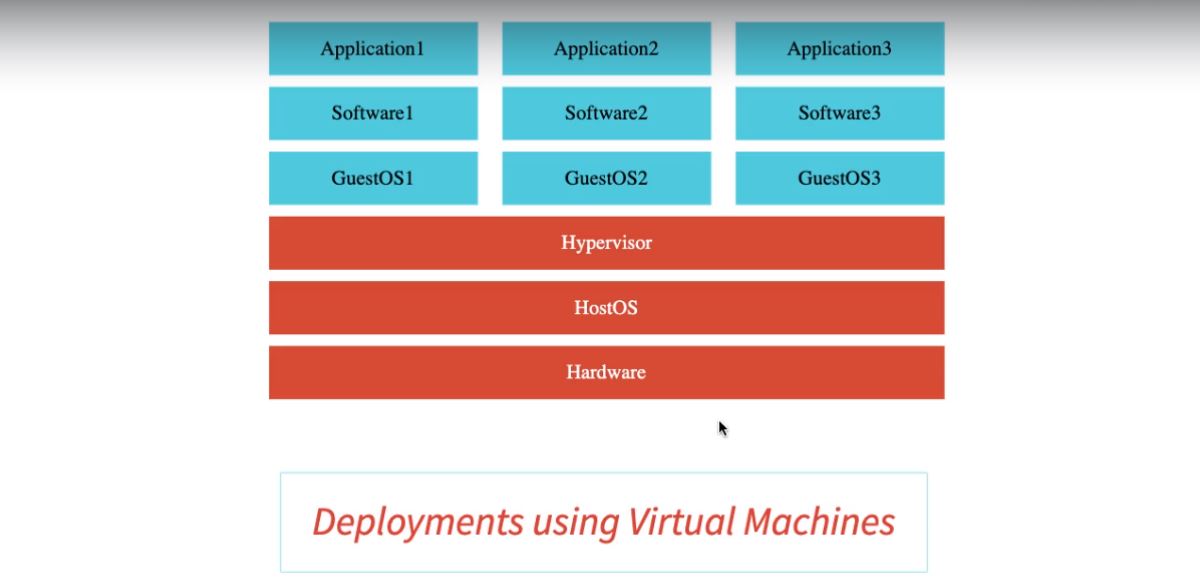 Application1 Application2 Application3
Software1 Software2 Software3
GuestOS1 GuestOS2 GuestOS3
Hypervisor
HostOS
Hardware
Deployments using Virtual Machines